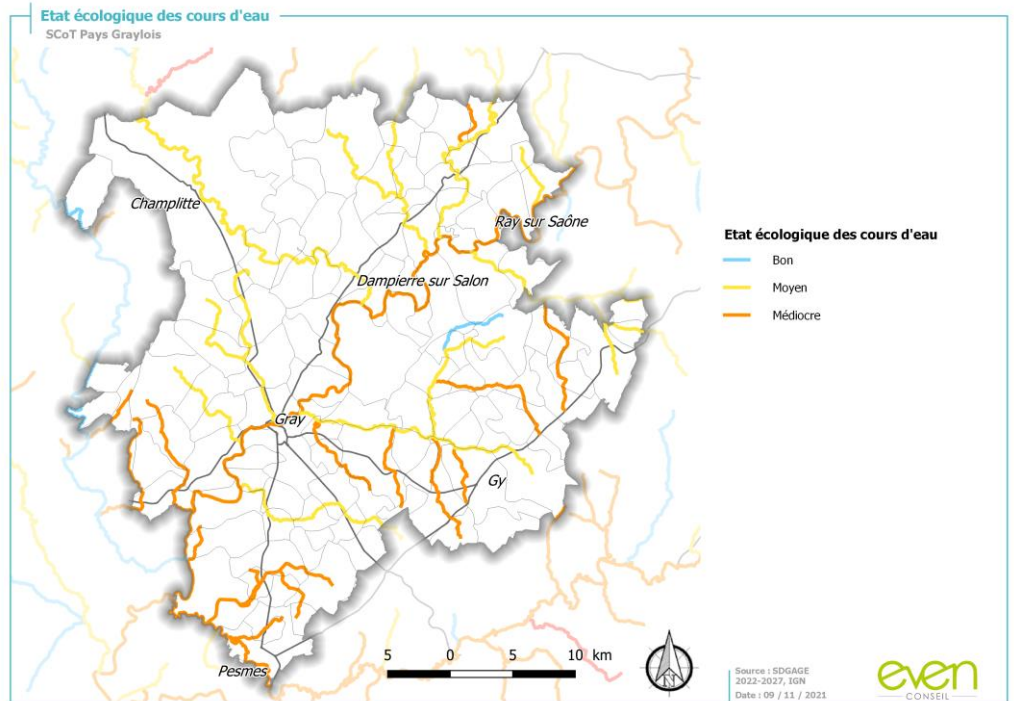 Etat écologique des cours d'eau
SCoT Pays Graylois
Champlitte
Ray sur Saône
Dampierre sur Salon
Gray
Gy
Pesmes
Etat écologique des cours d'eau
Bon
Moyen
Médiocre
5 0 5 10 km
N
Source : SDGAGE
2022-2027, IGN
Date : 09 / 11 / 2021
even
CONSEIL